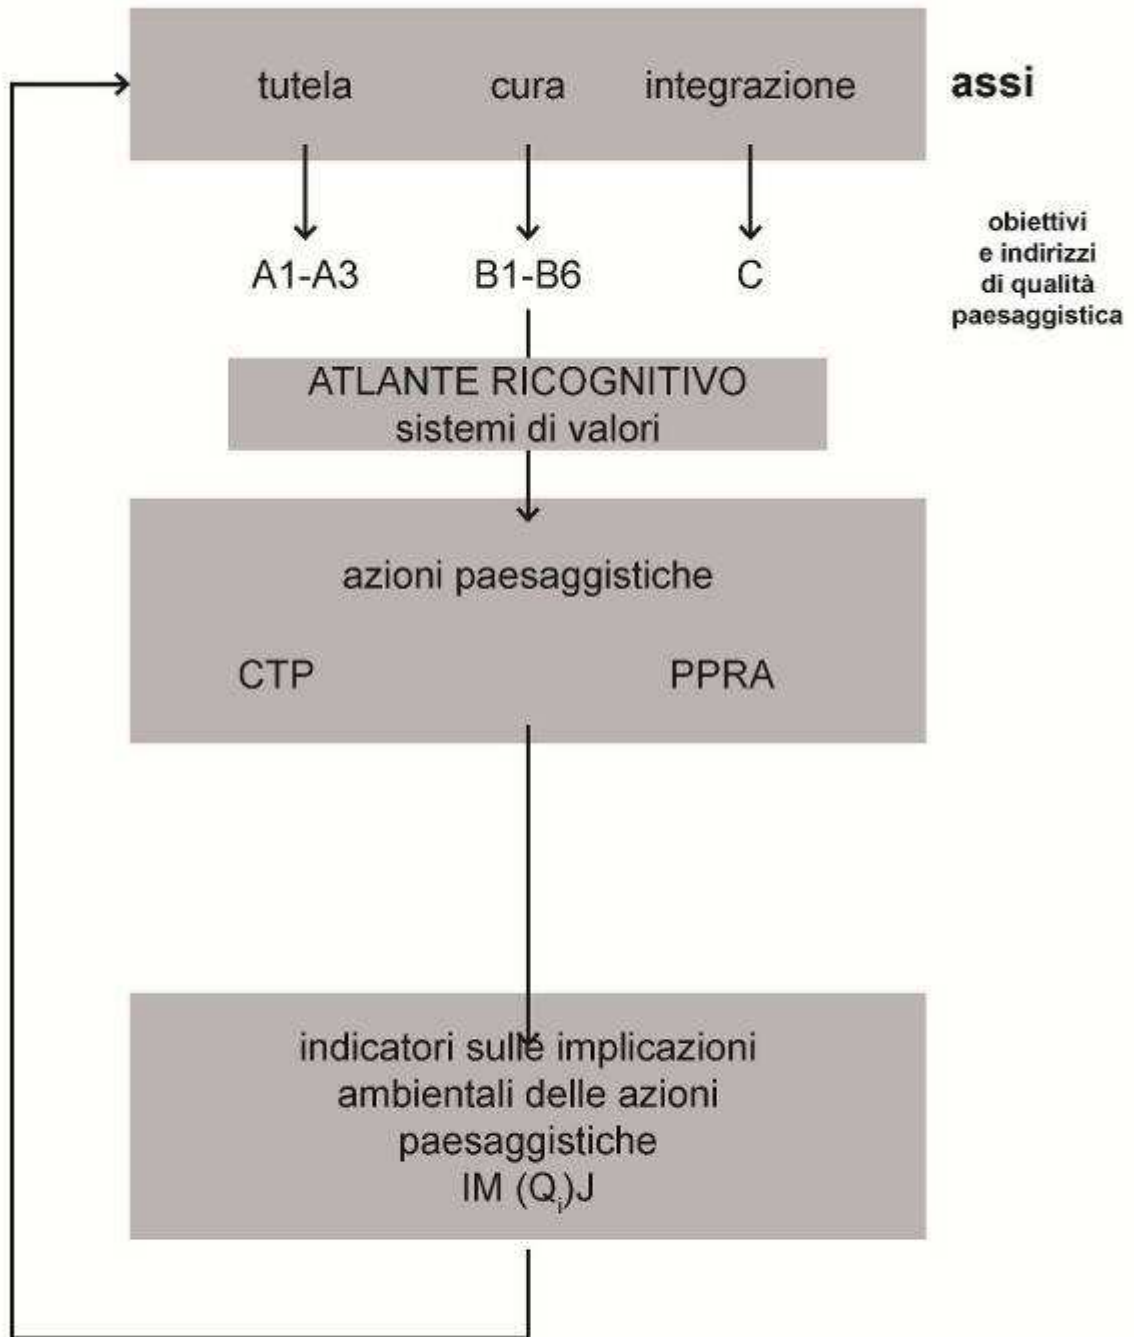 tutela cura integrazione assi
A1-A3 B1-B6 C
obiettivi
e indirizzi
di qualità
paesaggistica
ATLANTE RICOGNITIVO
sistemi di valori
azioni paesaggistiche
CTP PPRA
indicatori sulle implicazioni
ambientali delle azioni
paesaggistiche
IM (Qi)J